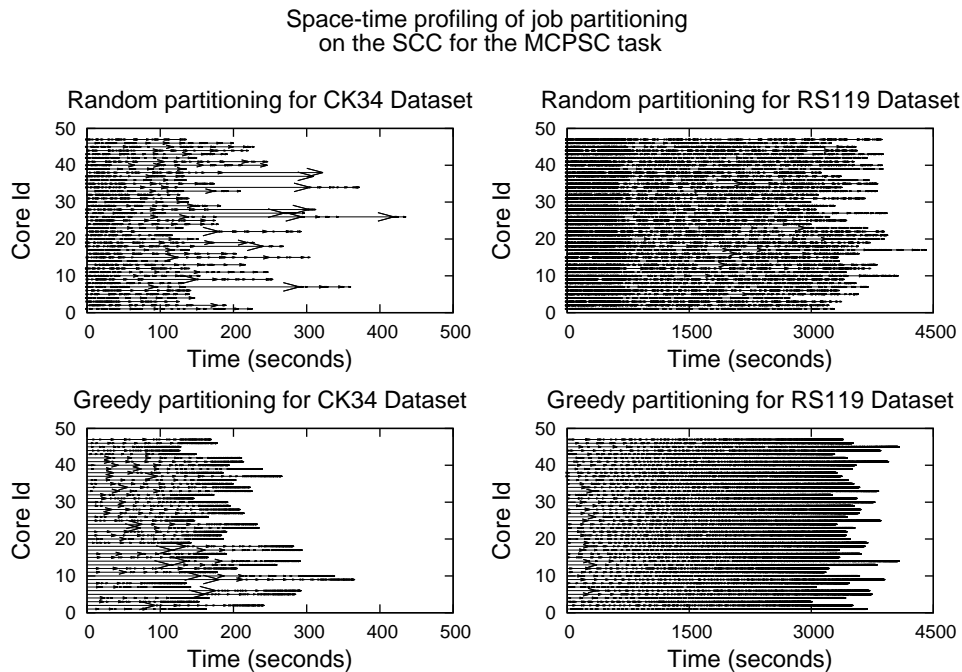 Space-time profiling of job partitioning
on the SCC for the MCPSC task
Random partitioning for CK34 Dataset
50
40
30
20
10
0
Core Id
0 100 200 300 400 500
Time (seconds)
Random partitioning for RS119 Dataset
50
40
30
20
10
0
Core Id
0 1500 3000 4500
Time (seconds)
Greedy partitioning for CK34 Dataset
50
40
30
20
10
0
Core Id
0 100 200 300 400 500
Time (seconds)
Greedy partitioning for RS119 Dataset
50
40
30
20
10
0
Core Id
0 1500 3000 4500
Time (seconds)